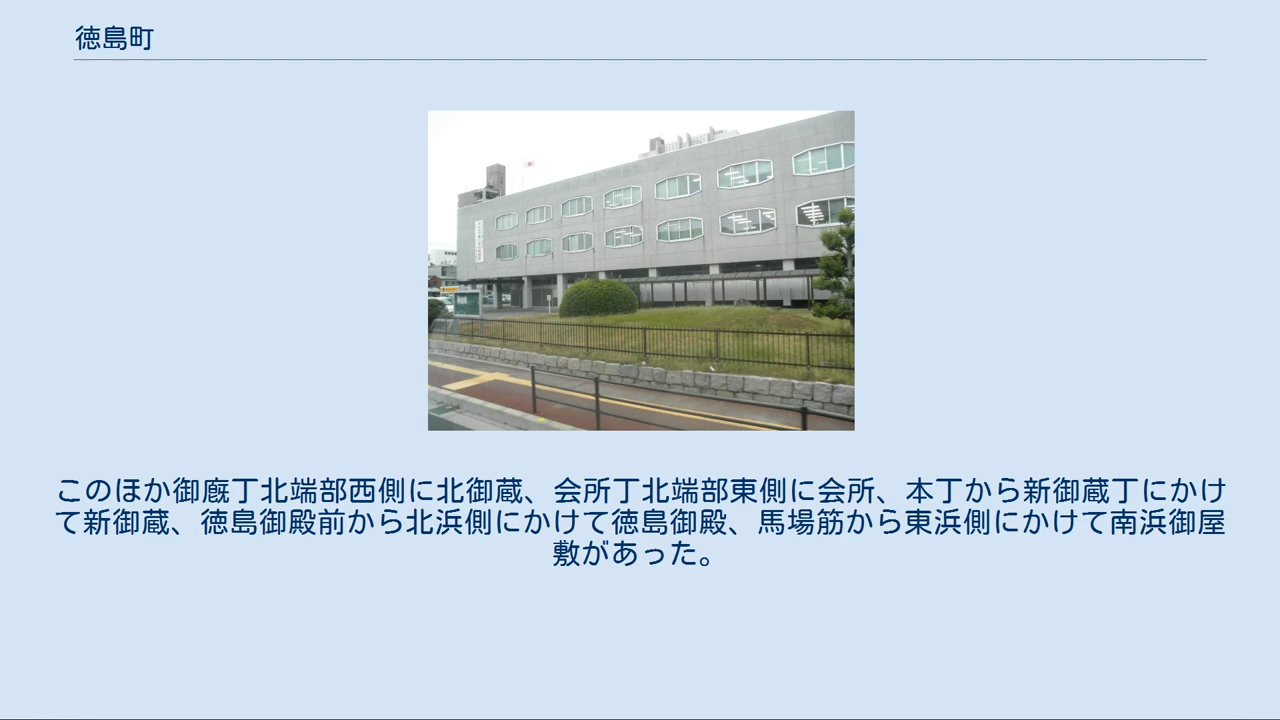 徳島町
このほか御廐丁北端部西側に北御蔵、会所丁北端部東側に会所、本丁から新御蔵丁にかけ
て新御蔵、徳島御殿前から北浜側にかけて徳島御殿、馬場筋から東浜側にかけて南浜御屋
敷があった。